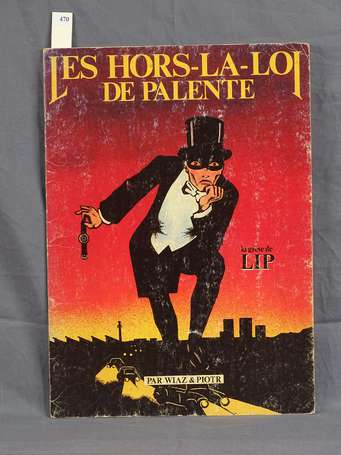 470
LES HORS-LA-LOI
DE PALENTE
la grève de
LIP
PAR WIAZ & PIOTR